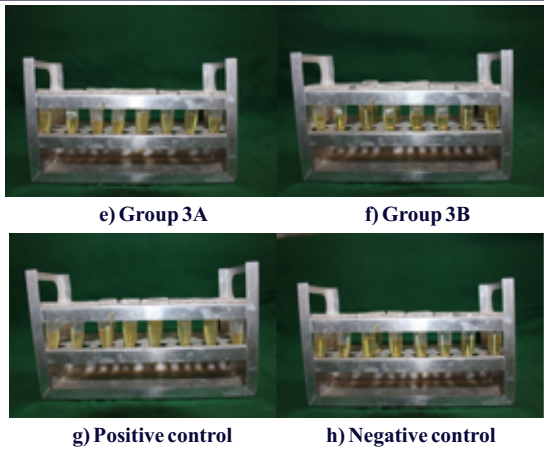 e) Group 3A
f) Group 3B
g) Positive control
h) Negative control